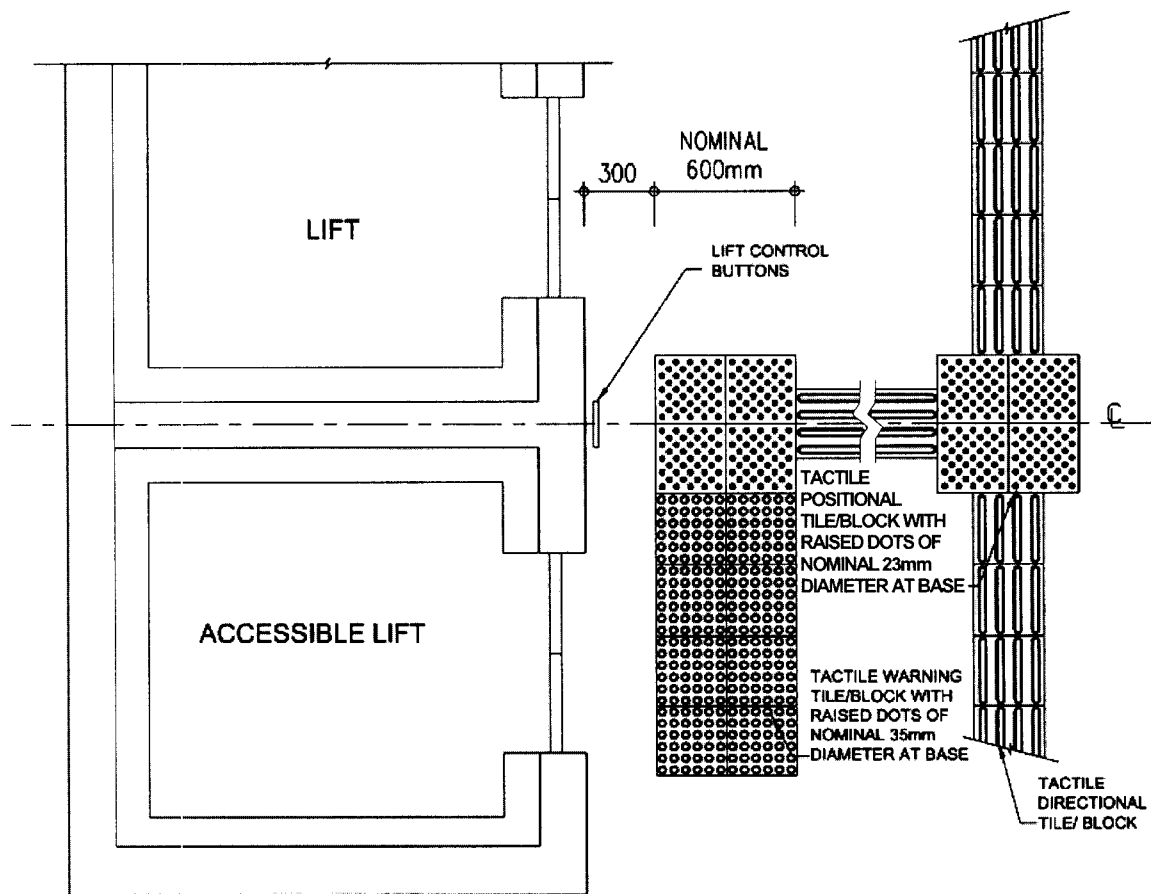 NOMINAL
300
600mm
LIFT
LIFT CONTROL
BUTTONS
℄
TACTILE
POSITIONAL
TILE/BLOCK WITH
RAISED DOTS OF
NOMINAL 23mm
DIAMETER AT BASE
ACCESSIBLE LIFT
TACTILE WARNING
TILE/BLOCK WITH
RAISED DOTS OF
NOMINAL 35mm
DIAMETER AT BASE
TACTILE
DIRECTIONAL
TILE/ BLOCK